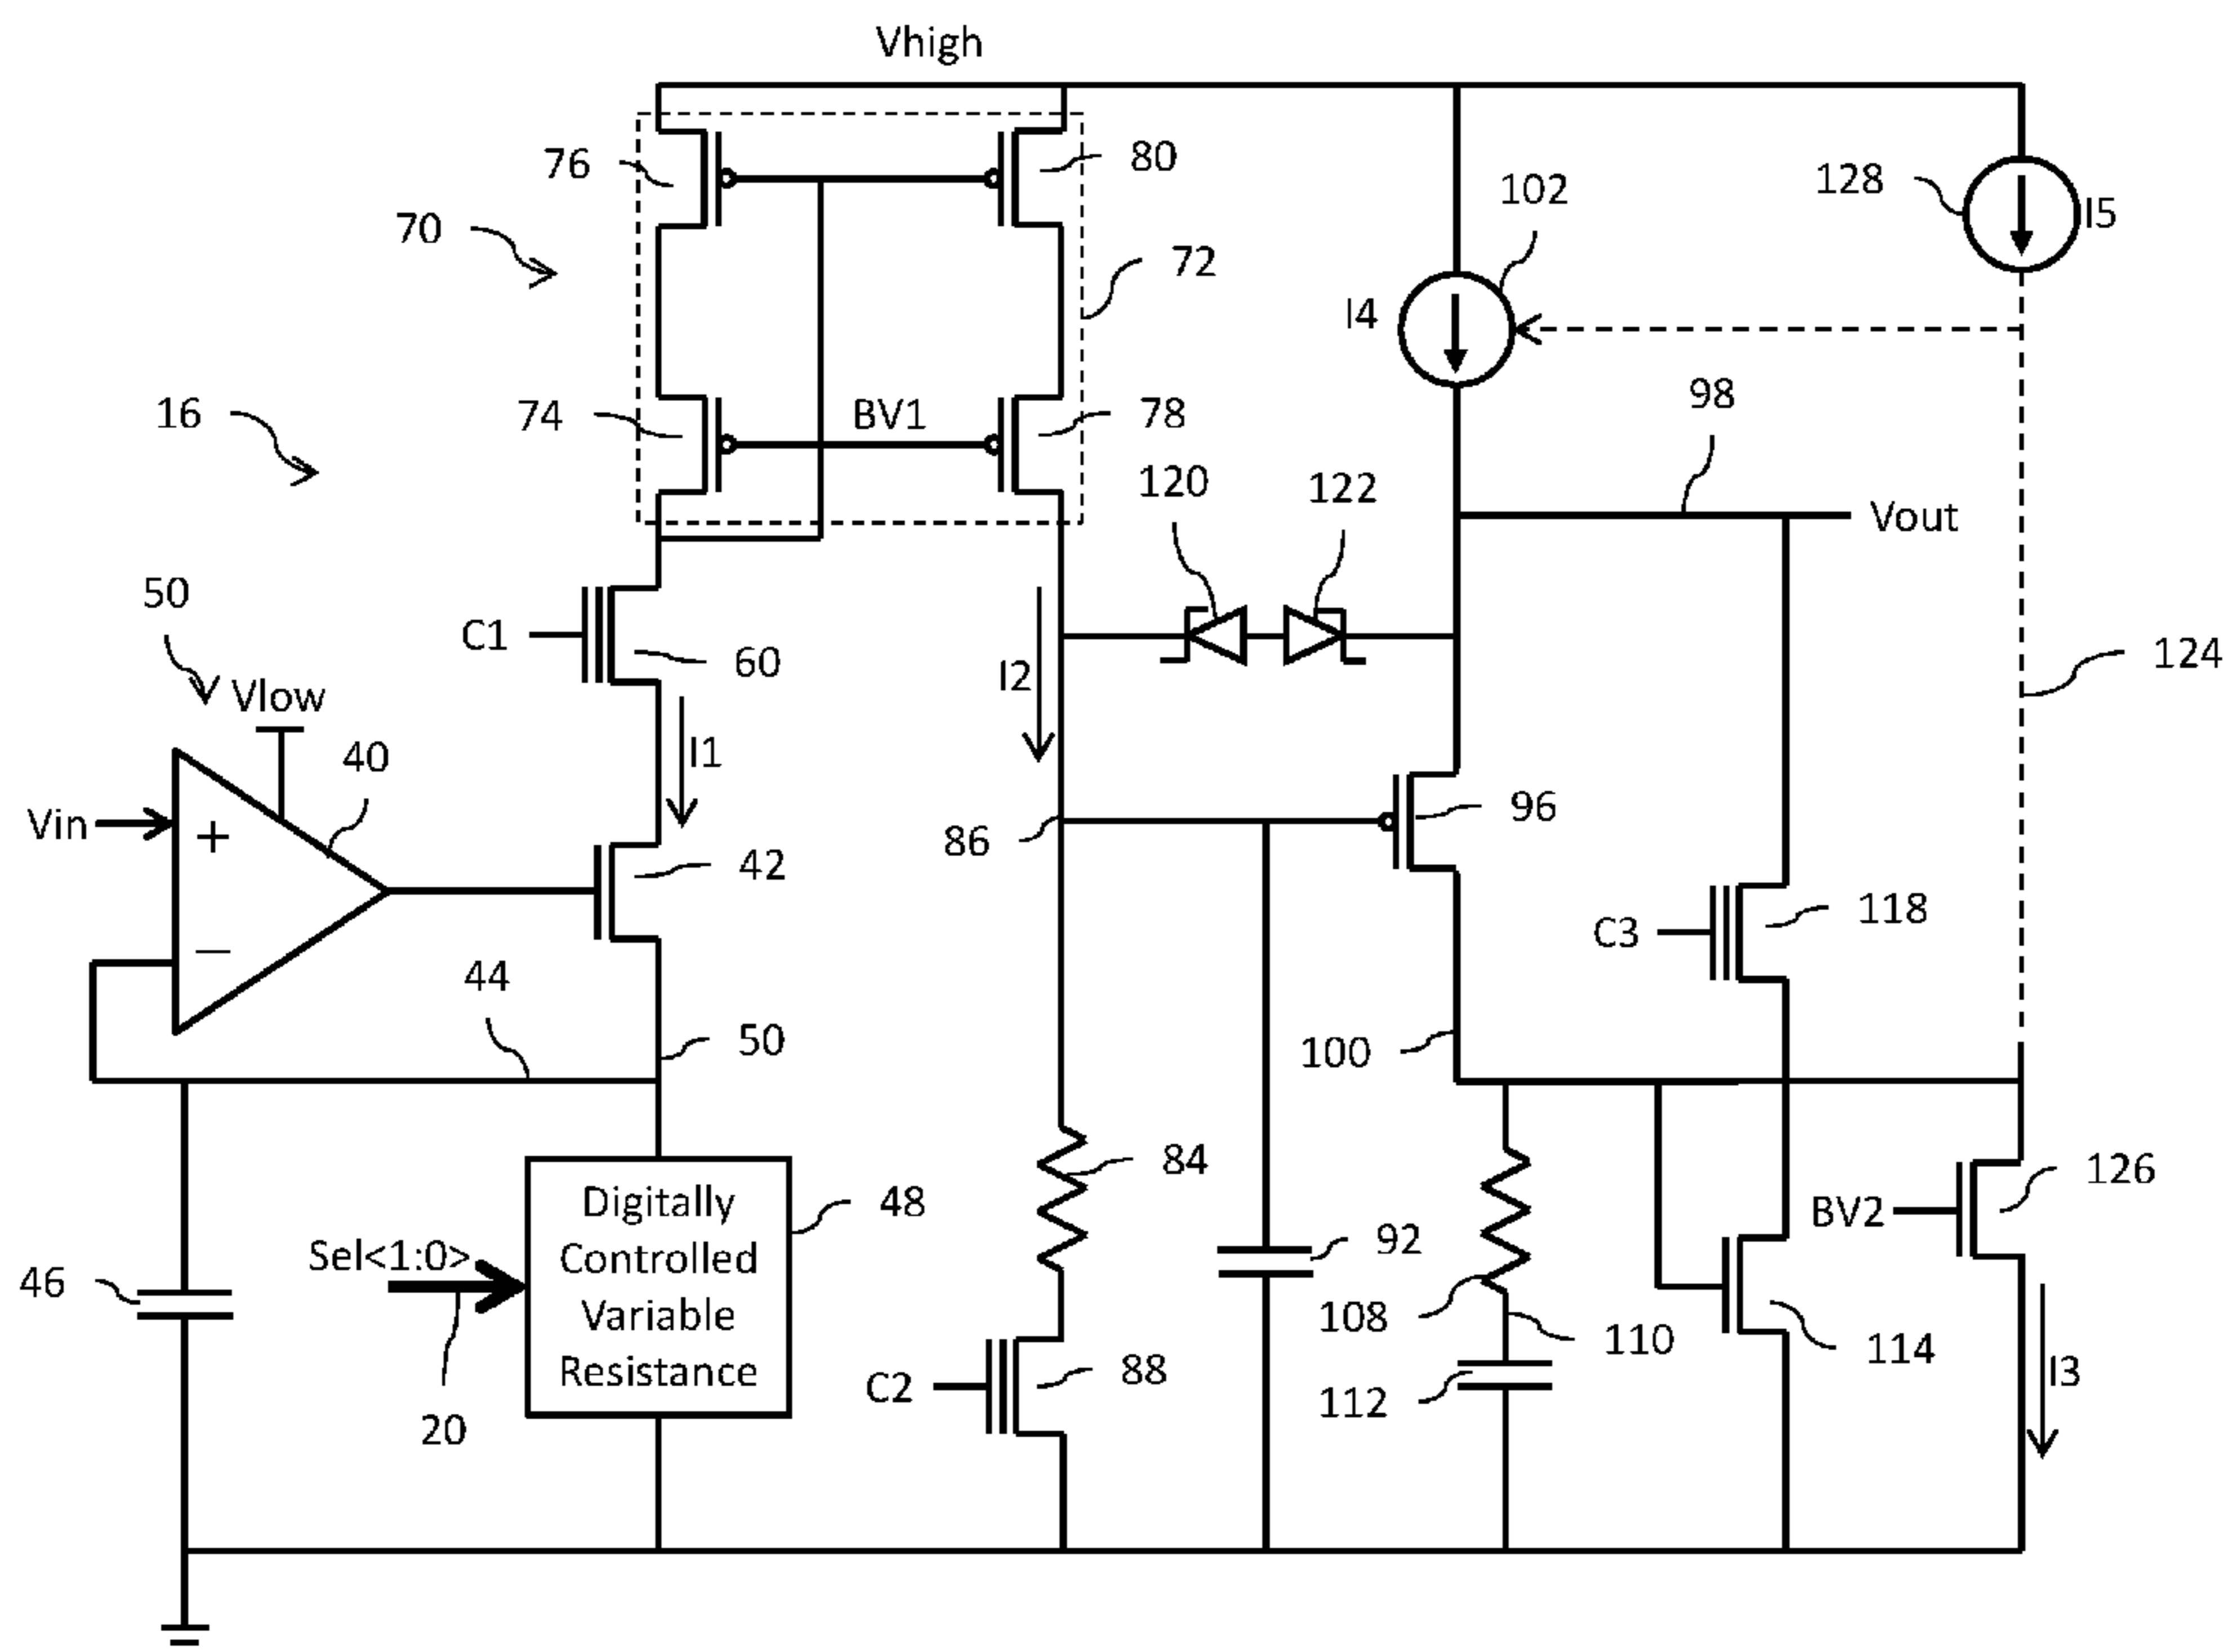 Vhigh
76
80
128
I5
102
70
72
I4
16
74
BV1
78
98
120
122
Vout
50
C1
60
I2
124
Vlow
40
I1
Vin
+
42
86
96
C3
118
–
44
50
100
Digitally
Controlled
Variable
Resistance
48
84
126
BV2
Sel<1:0>
46
92
108
110
114
I3
20
C2
88
112